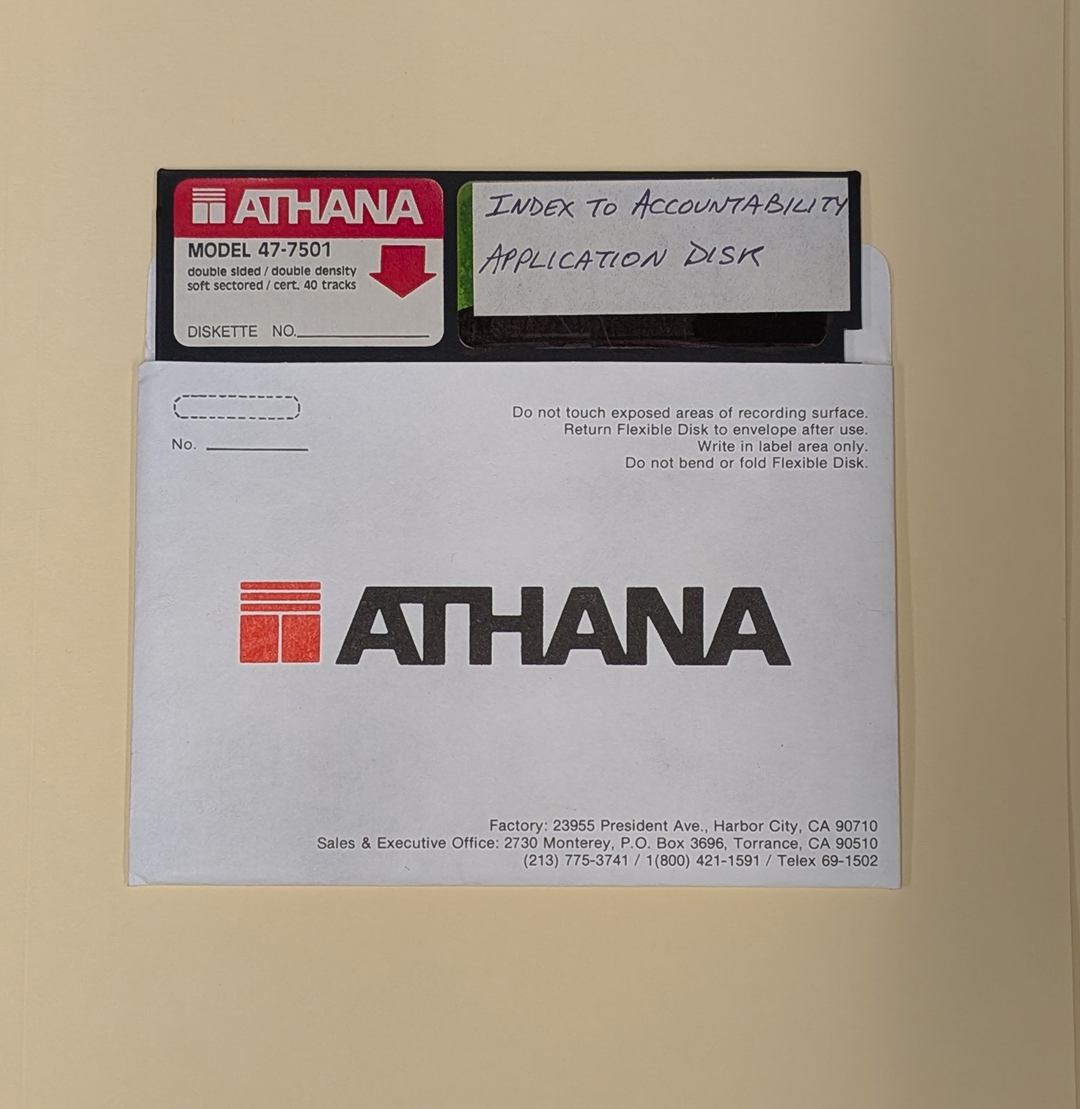 ATHANA
MODEL 47-7501
double sided / double density
soft sectored / cert. 40 tracks
DISKETTE NO.
INDEX TO ACCOUNTABILITY
APPLICATION DISK
No.
Do not touch exposed areas of recording surface.
Return Flexible Disk to envelope after use.
Write in label area only.
Do not bend or fold Flexible Disk.
ATHANA
Factory: 23955 President Ave., Harbor City, CA 90710
Sales & Executive Office: 2730 Monterey, P.O. Box 3696, Torrance, CA 90510
(213) 775-3741 / 1(800) 421-1591 / Telex 69-1502